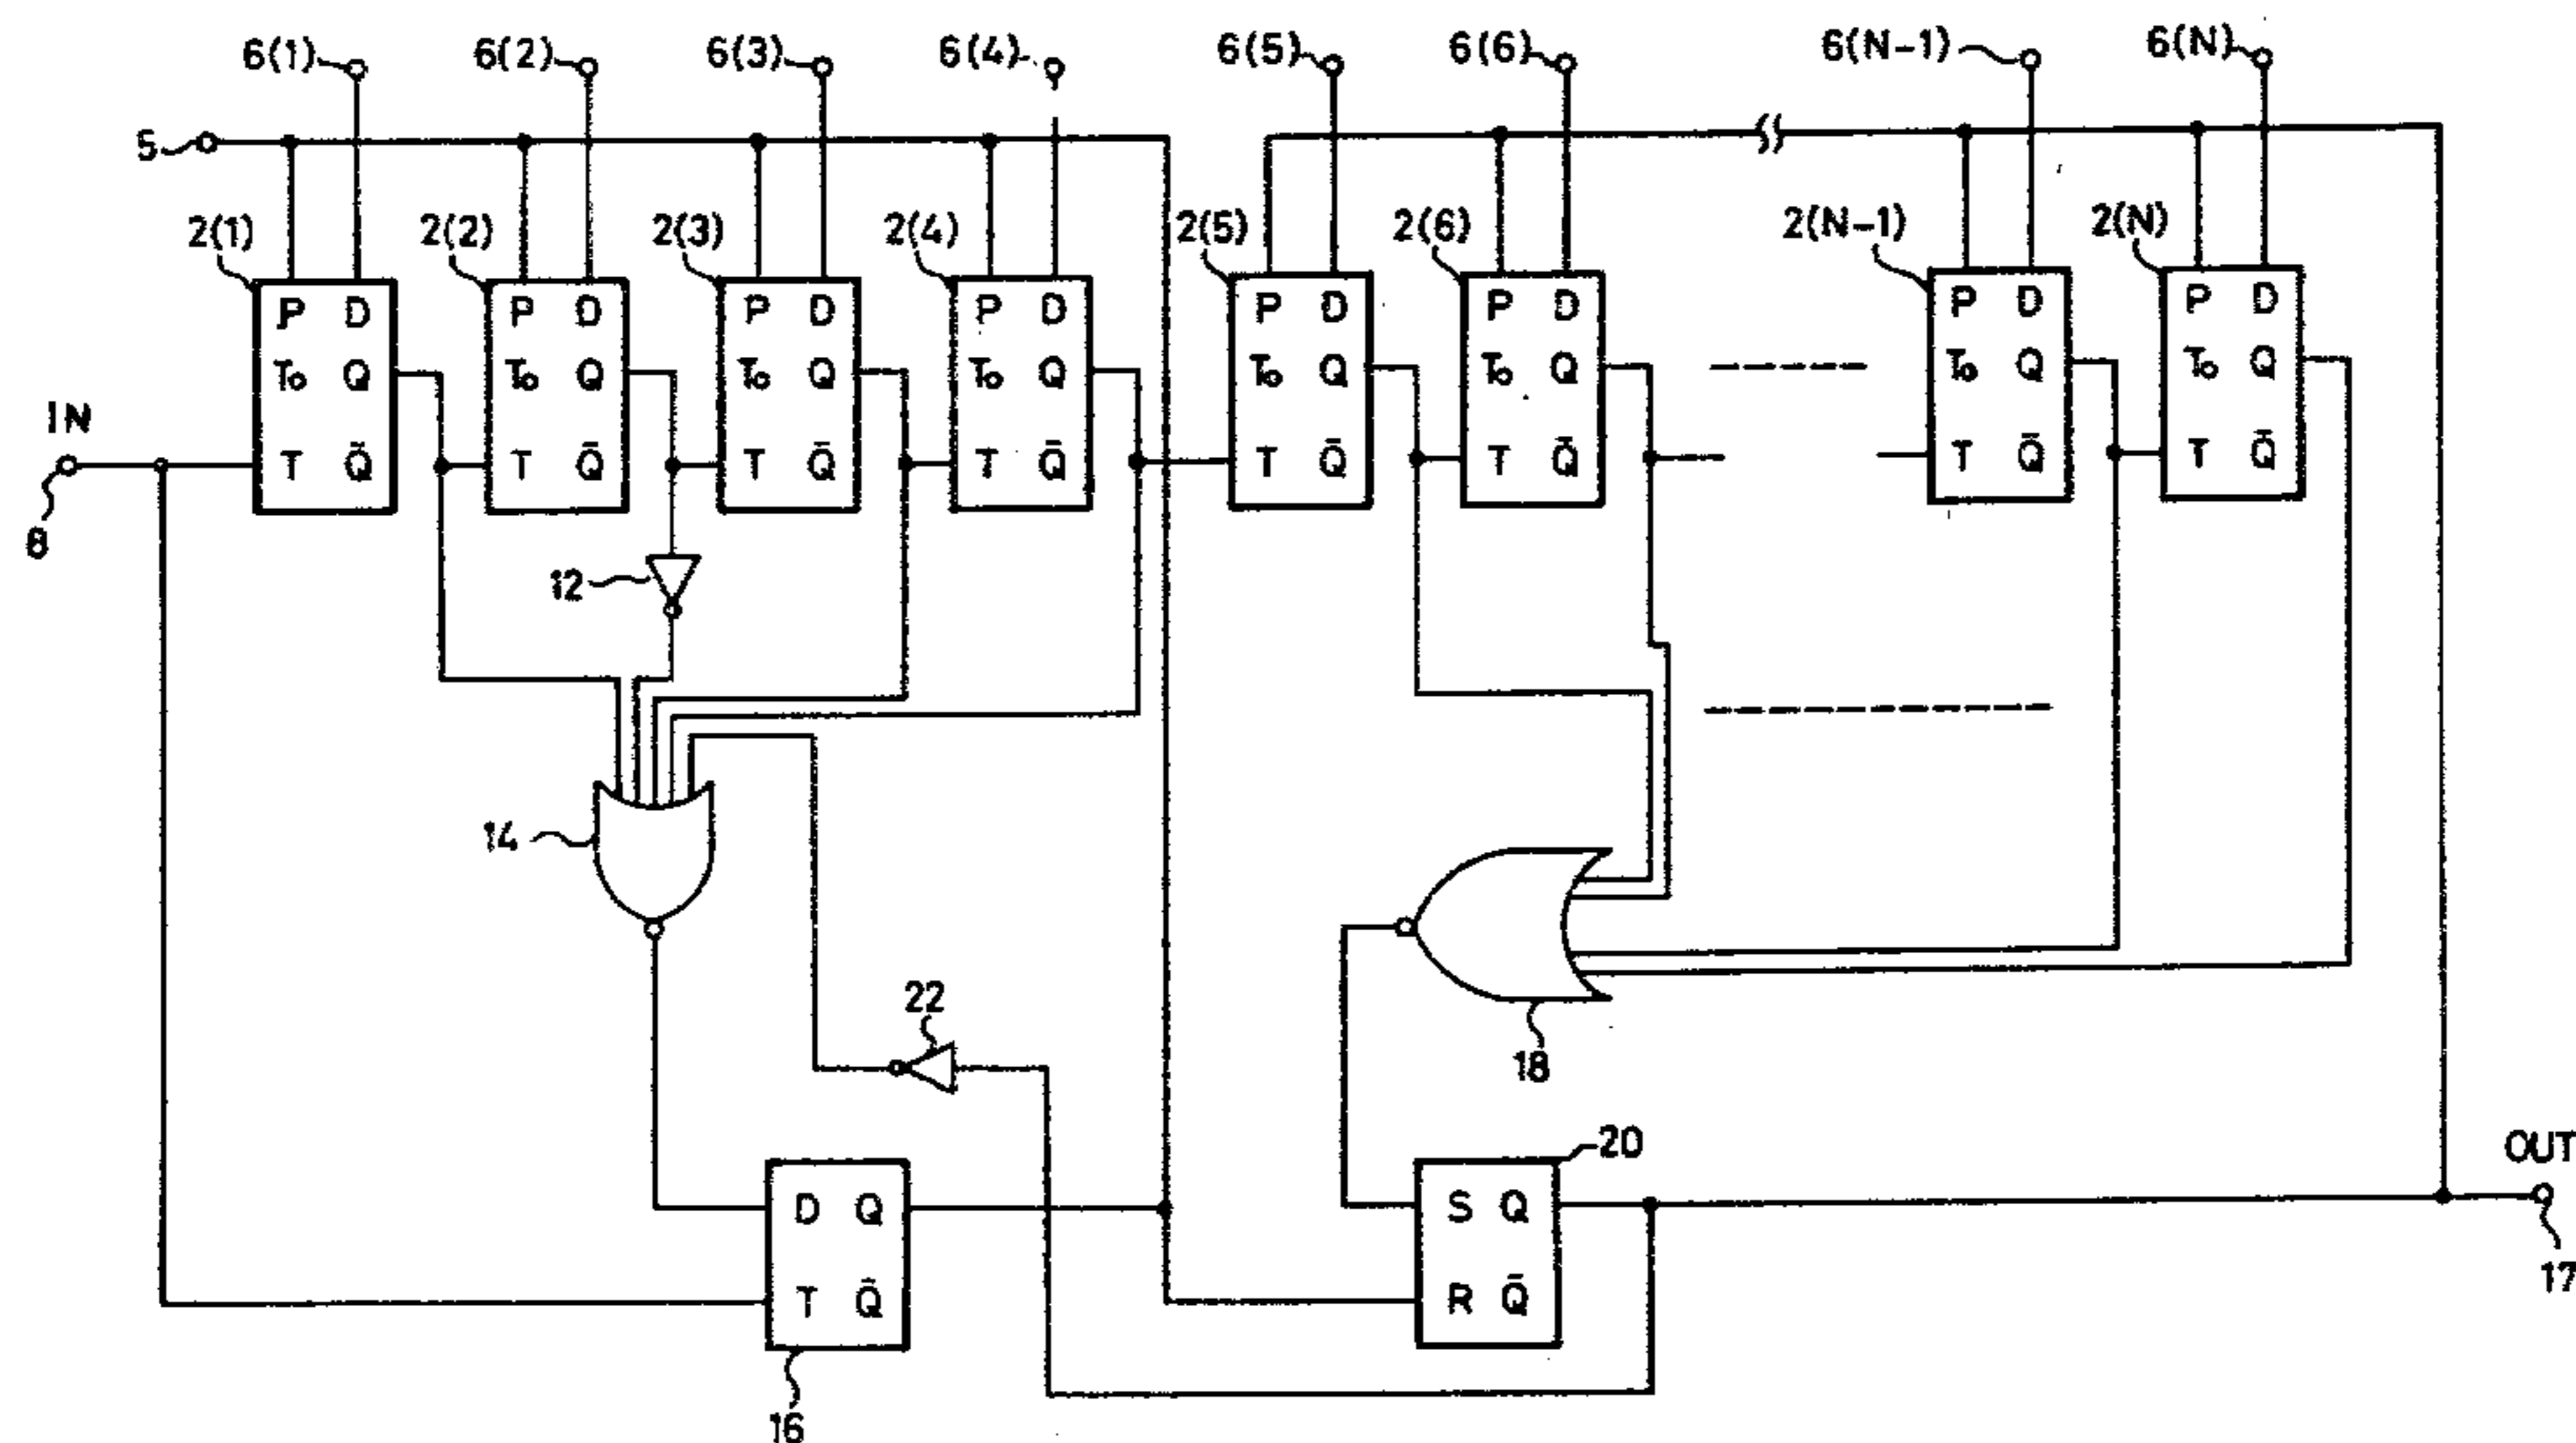 6(1) 6(2) 6(3) 6(4) 6(5) 6(6) 6(N-1) 6(N)
5
2(1) 2(2) 2(3) 2(4) 2(5) 2(6) 2(N-1) 2(N)
P D P D P D P D P D P D P D P D
To Q To Q To Q To Q To Q To Q To Q To Q
IN
T Q̄ T Q̄ T Q̄ T Q̄ T Q̄ T Q̄ T Q̄ T Q̄
8
12
14
22
18
20
OUT
D Q S Q
17
T Q̄ R Q̄
16